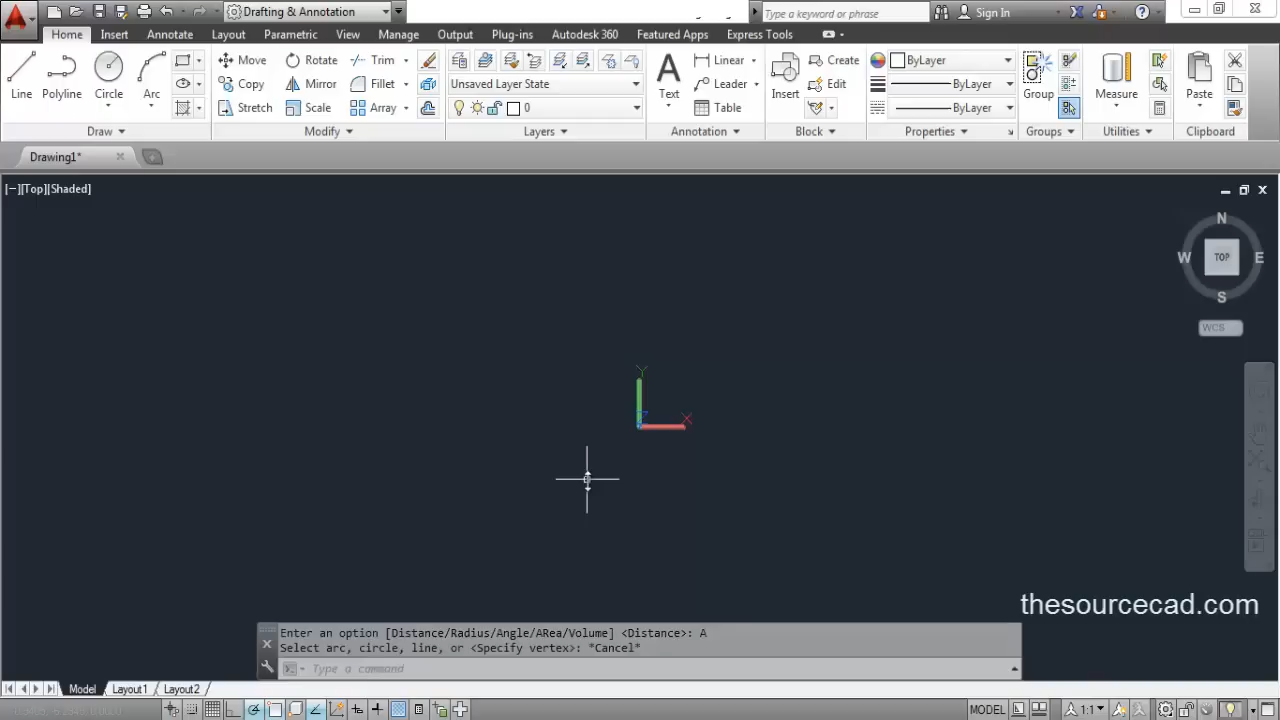 Drafting & Annotation
Type a keyword or phrase
Sign In
Home Insert Annotate Layout Parametric View Manage Output Plug-ins Autodesk 360 Featured Apps Express Tools
Line
Polyline
Circle
Arc
Move Rotate Trim
Copy Mirror Fillet
Stretch Scale Array
Unsaved Layer State
0
Text
Linear
Leader
Table
Insert
Create
Edit
ByLayer
ByLayer
ByLayer
Group
Measure
Paste
Draw Modify Layers Annotation Block Properties Groups Utilities Clipboard
Drawing1*
[−][Top][Shaded]
N
W TOP E
S
WCS
Y
X
thesourcecad.com
Enter an option [Distance/Radius/Angle/ARea/Volume] <Distance>: A
Select arc, circle, line, or <Specify vertex>: *Cancel*
Type a command
Model Layout1 Layout2
MODEL
1:1